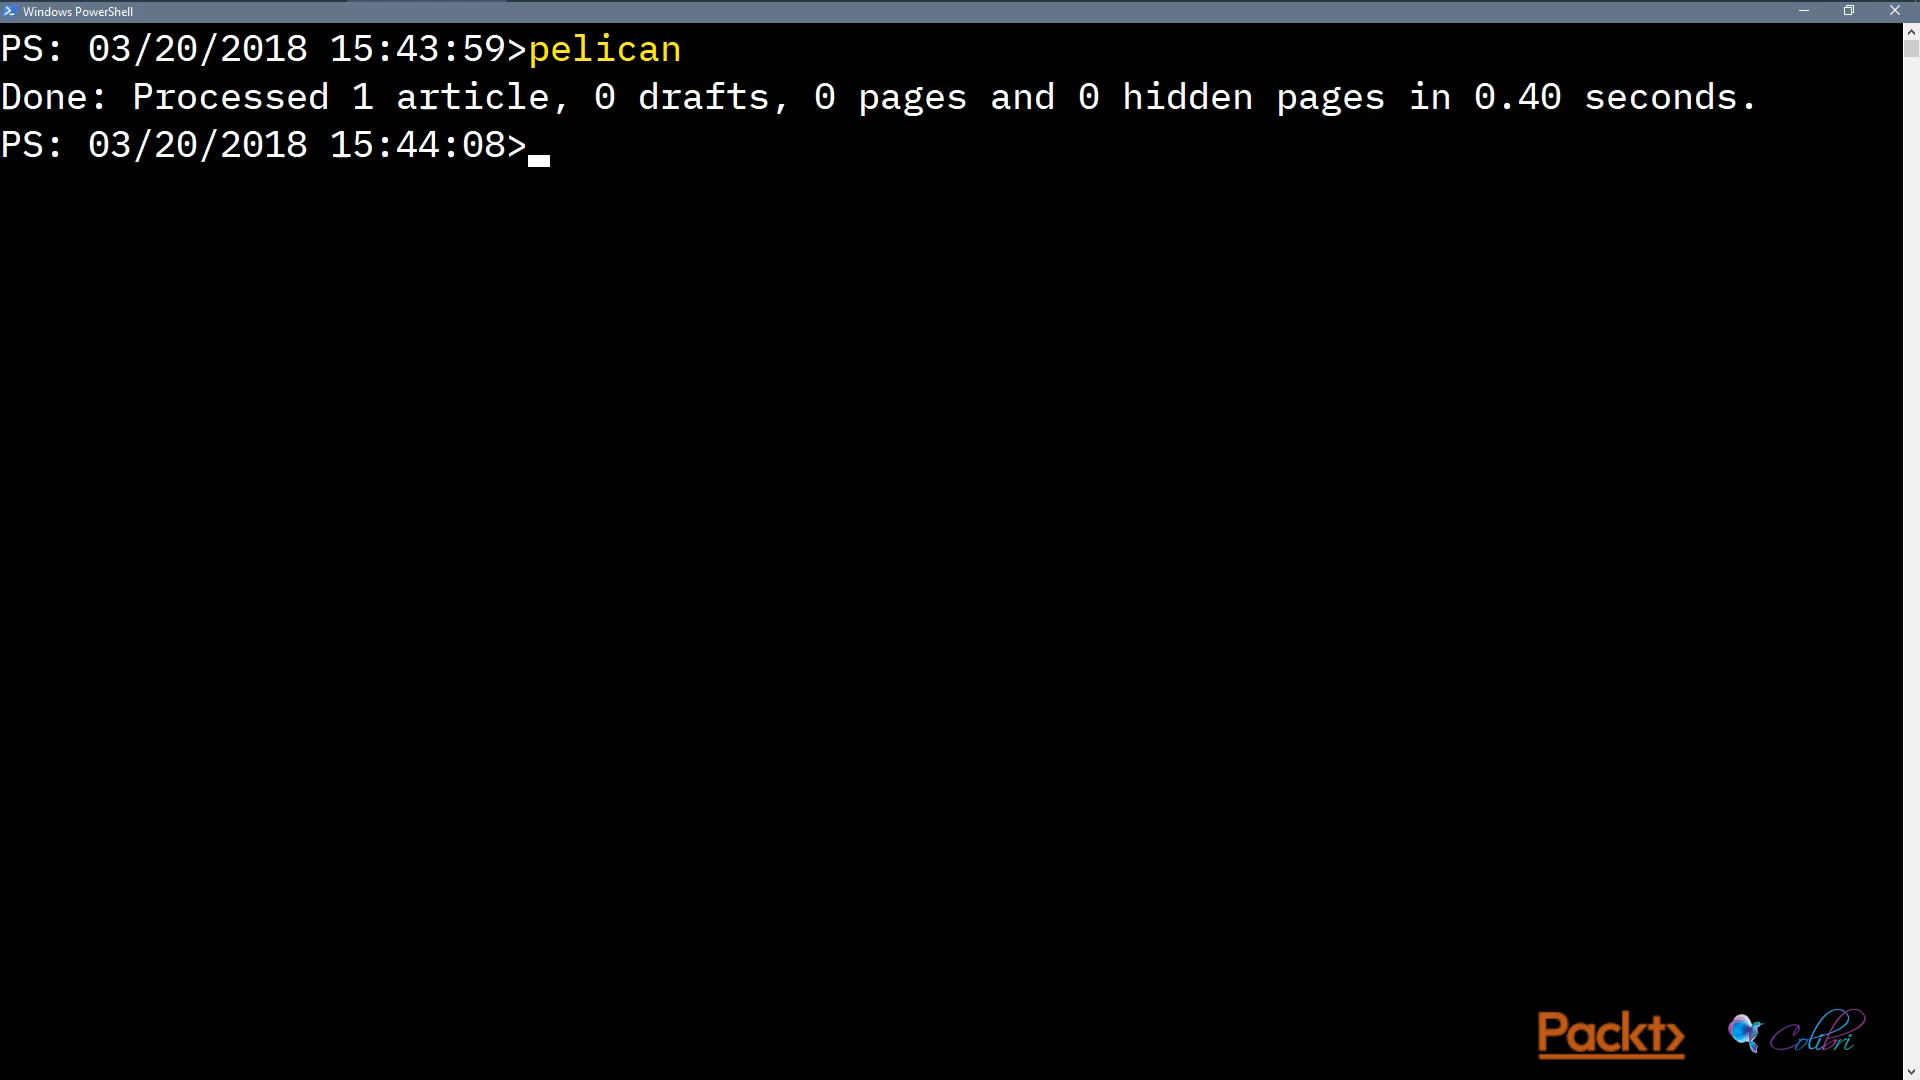 Windows PowerShell
PS: 03/20/2018 15:43:59>pelican
Done: Processed 1 article, 0 drafts, 0 pages and 0 hidden pages in 0.40 seconds.
PS: 03/20/2018 15:44:08>
Packt>
Colibri